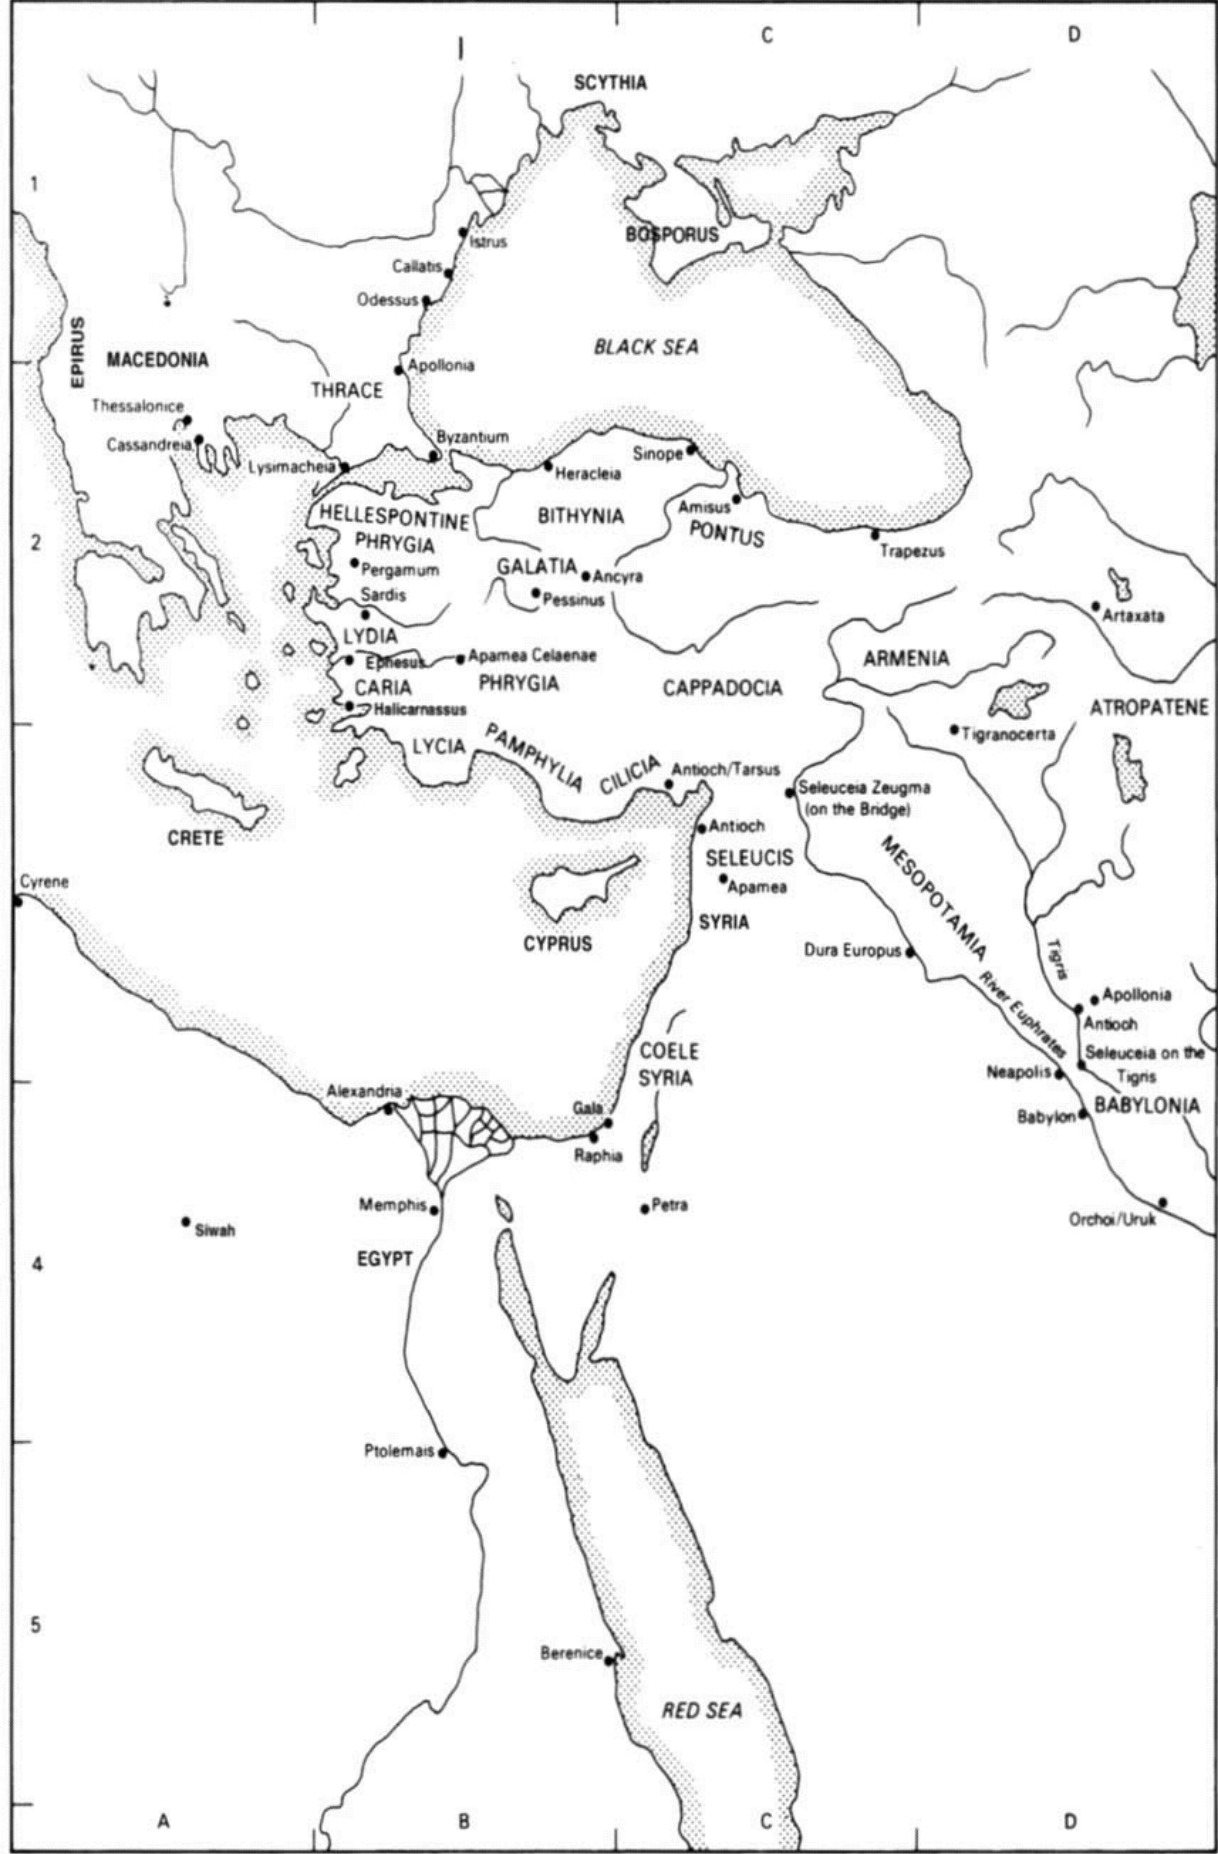 C
D
SCYTHIA
1
BOSPORUS
Istrus
Callatis
Odessus
BLACK SEA
EPIRUS
MACEDONIA
Apollonia
THRACE
Thessalonice
Cassandreia
Byzantium
Lysimacheia
Sinope
Heracleia
Amisus
HELLESPONTINE
PHRYGIA
BITHYNIA
PONTUS
2
Trapezus
Pergamum
GALATIA
Ancyra
Sardis
Pessinus
Artaxata
LYDIA
Ephesus
Apamea Celaenae
ARMENIA
CARIA
PHRYGIA
CAPPADOCIA
Halicarnassus
ATROPATENE
Tigranocerta
LYCIA
PAMPHYLIA
CILICIA
Antioch/Tarsus
Seleuceia Zeugma
(on the Bridge)
CRETE
Antioch
SELEUCIS
Apamea
MESOPOTAMIA
Cyrene
SYRIA
CYPRUS
Dura Europus
Tigris
River Euphrates
Apollonia
Antioch
COELE
SYRIA
Seleuceia on the
Tigris
Neapolis
Alexandria
Gala
Babylon
BABYLONIA
Raphia
Memphis
Petra
Siwah
Orchoi/Uruk
EGYPT
4
Ptolemais
5
Berenice
RED SEA
A
B
C
D